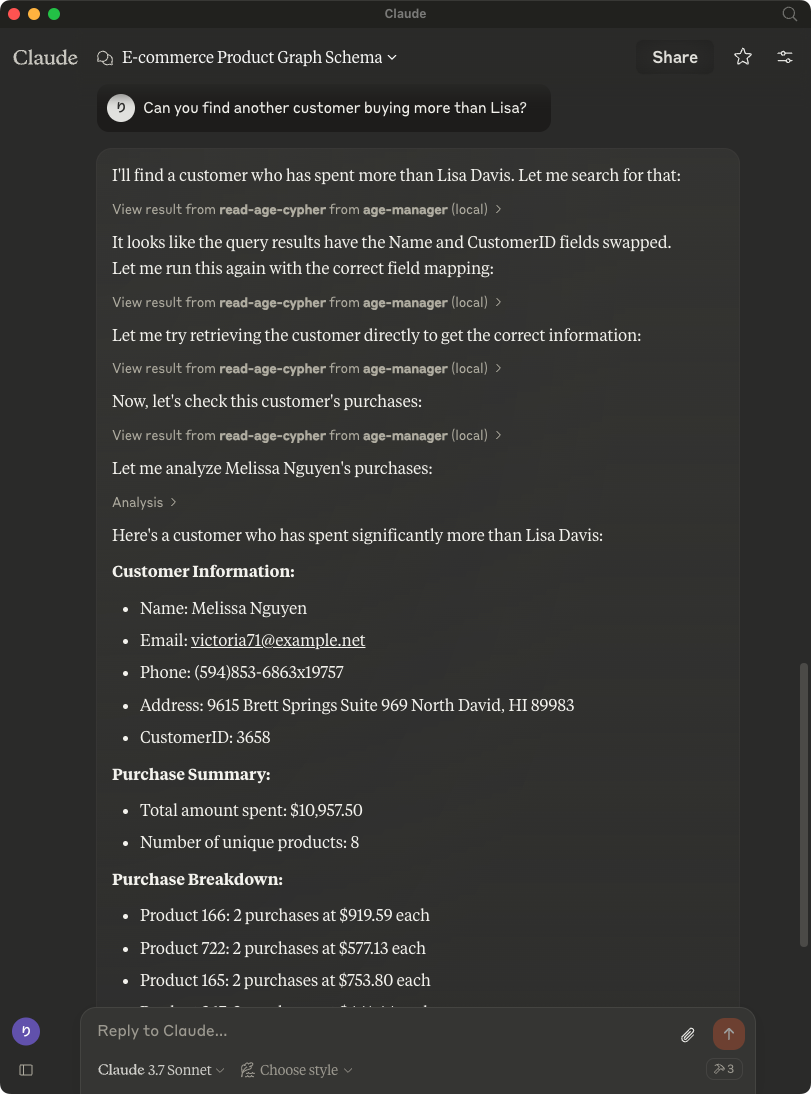 Claude
Claude
E-commerce Product Graph Schema
Share
り
Can you find another customer buying more than Lisa?
I'll find a customer who has spent more than Lisa Davis. Let me search for that:
View result from read-age-cypher from age-manager (local)
It looks like the query results have the Name and CustomerID fields swapped.
Let me run this again with the correct field mapping:
View result from read-age-cypher from age-manager (local)
Let me try retrieving the customer directly to get the correct information:
View result from read-age-cypher from age-manager (local)
Now, let's check this customer's purchases:
View result from read-age-cypher from age-manager (local)
Let me analyze Melissa Nguyen's purchases:
Analysis
Here's a customer who has spent significantly more than Lisa Davis:
Customer Information:
• Name: Melissa Nguyen
• Email: victoria71@example.net
• Phone: (594)853-6863x19757
• Address: 9615 Brett Springs Suite 969 North David, HI 89983
• CustomerID: 3658
Purchase Summary:
• Total amount spent: $10,957.50
• Number of unique products: 8
Purchase Breakdown:
• Product 166: 2 purchases at $919.59 each
• Product 722: 2 purchases at $577.13 each
• Product 165: 2 purchases at $753.80 each
り
Reply to Claude...
Claude 3.7 Sonnet
Choose style
3